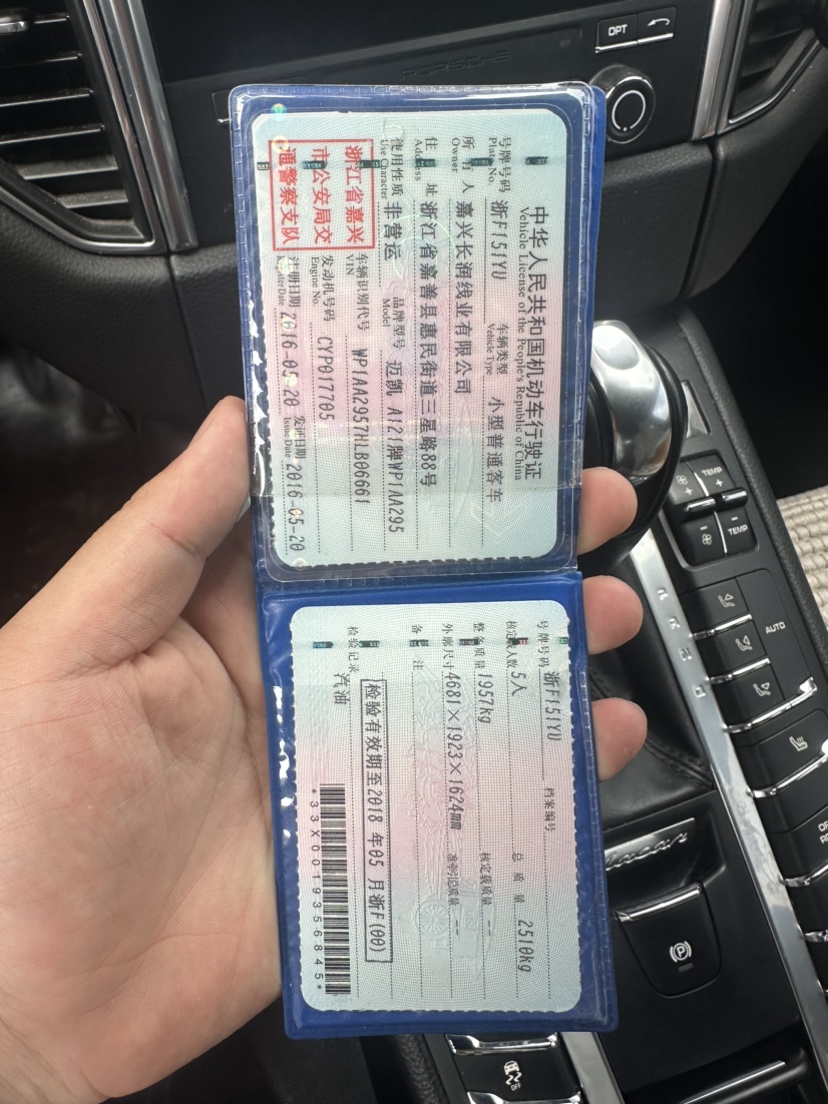 中华人民共和国机动车行驶证
Vehicle License of the People's Republic of China
号牌号码 浙F151YU 车辆类型 小型普通客车
Plate No. Vehicle Type
所有人 嘉兴长润线业有限公司
Owner
住址 浙江省嘉善县惠民街道三星路88号
Address
使用性质 非营运 品牌型号 迈凯 A121牌WP1AA295
Use Character Model
浙江省嘉兴
市公安局交
通警察支队
车辆识别代号 WP1AA2957HLB06661
VIN
发动机号码 CYP017705
Engine No.
注册日期 2016-05-20 发证日期 2016-05-20
Register Date Issue Date
号牌号码 浙F151YU 档案编号
核定载人数 5人 总质量 2510kg
整备质量 1957kg 核定载质量 --
外廓尺寸 4681×1923×1624mm 准牵引总质量 --
备注
检验有效期至2018年05月浙F(00)
检验记录
汽油
*33X0019356845*
PORSCHE
OPT
TEMP
TEMP
AUTO
P R N D
macan
OFF
P